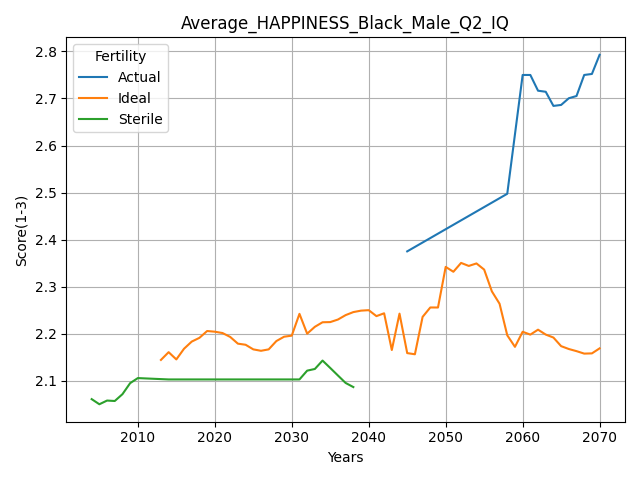 Average_HAPPINESS_Black_Male_Q2_IQ
Fertility
Actual
Ideal
Sterile
Score(1-3)
2.8
2.7
2.6
2.5
2.4
2.3
2.2
2.1
2010 2020 2030 2040 2050 2060 2070
Years